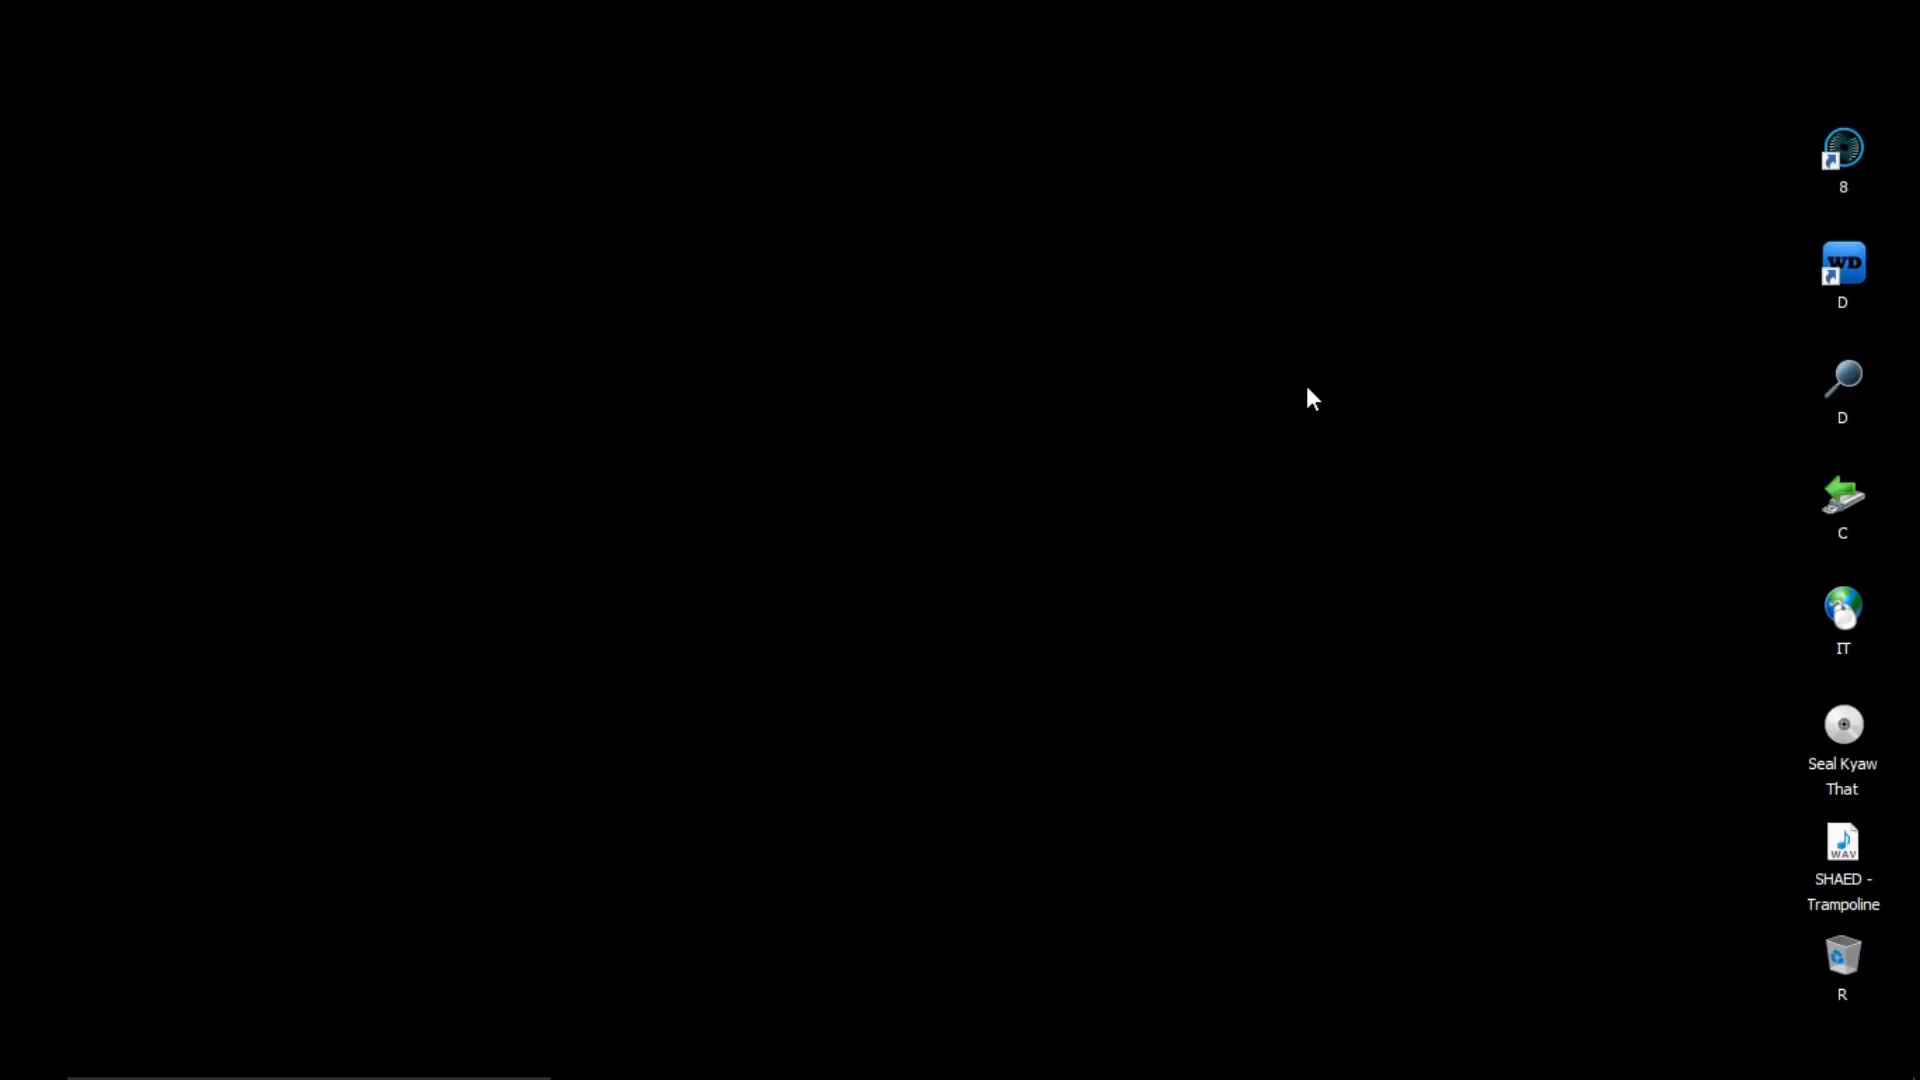 8
WD
D
D
C
IT
Seal Kyaw
That
WAV
SHAED -
Trampoline
R